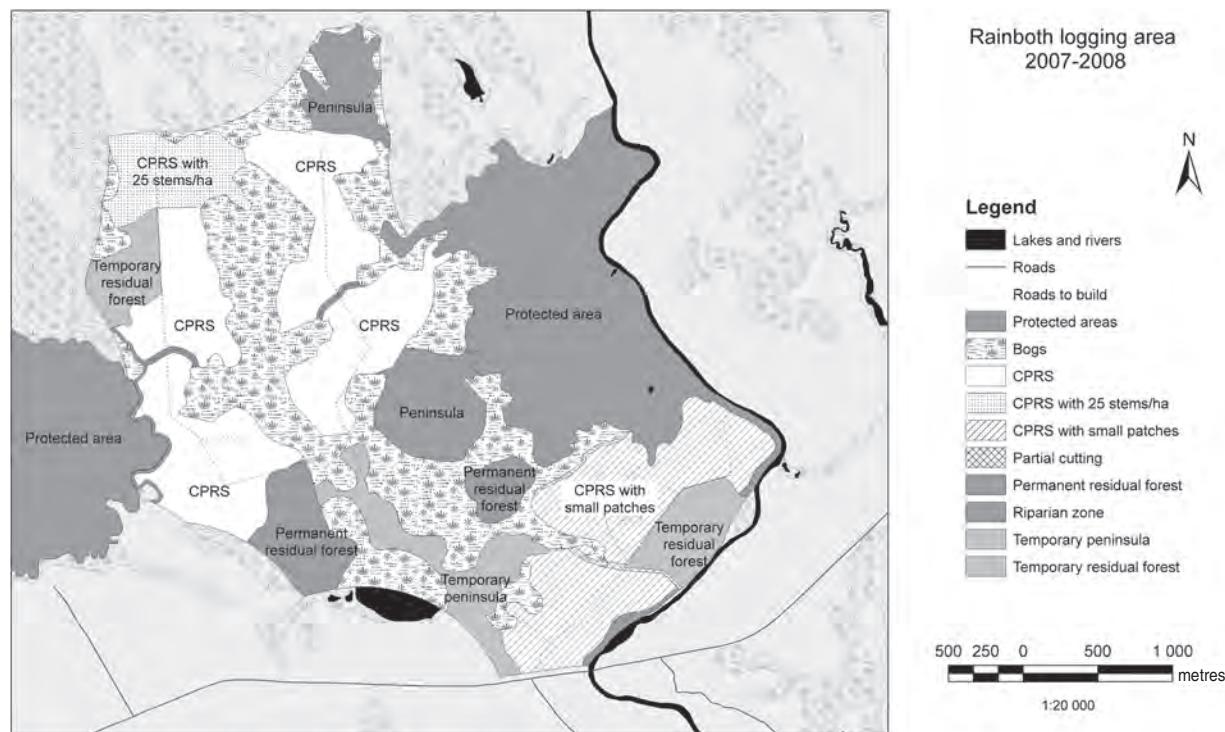 Rainboth logging area
2007-2008
N
Peninsula
CPRS with
25 stems/ha
CPRS
Temporary
residual
forest
CPRS
CPRS
Protected area
Protected area
Peninsula
CPRS
Permanent
residual forest
Permanent
residual
forest
CPRS with
small patches
Temporary
residual
forest
Temporary
peninsula
Legend
Lakes and rivers
Roads
Roads to build
Protected areas
Bogs
CPRS
CPRS with 25 stems/ha
CPRS with small patches
Partial cutting
Permanent residual forest
Riparian zone
Temporary peninsula
Temporary residual forest
500 250 0 500 1 000
metres
1:20 000